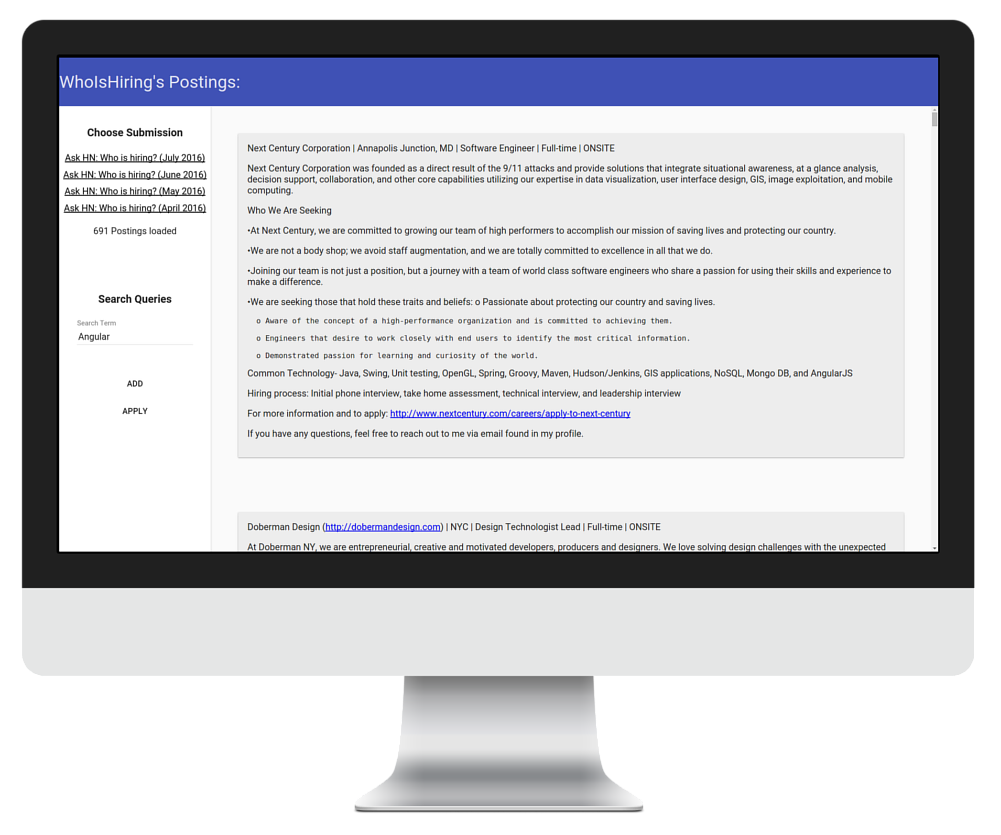 WhoIsHiring's Postings:
Choose Submission
Ask HN: Who is hiring? (July 2016)
Ask HN: Who is hiring? (June 2016)
Ask HN: Who is hiring? (May 2016)
Ask HN: Who is hiring? (April 2016)
691 Postings loaded
Search Queries
Search Term
Angular
ADD
APPLY
Next Century Corporation | Annapolis Junction, MD | Software Engineer | Full-time | ONSITE
Next Century Corporation was founded as a direct result of the 9/11 attacks and provide solutions that integrate situational awareness, at a glance analysis,
decision support, collaboration, and other core capabilities utilizing our expertise in data visualization, user interface design, GIS, image exploitation, and mobile
computing.
Who We Are Seeking
•At Next Century, we are committed to growing our team of high performers to accomplish our mission of saving lives and protecting our country.
•We are not a body shop; we avoid staff augmentation, and we are totally committed to excellence in all that we do.
•Joining our team is not just a position, but a journey with a team of world class software engineers who share a passion for using their skills and experience to
make a difference.
•We are seeking those that hold these traits and beliefs: o Passionate about protecting our country and saving lives.
o Aware of the concept of a high-performance organization and is committed to achieving them.
o Engineers that desire to work closely with end users to identify the most critical information.
o Demonstrated passion for learning and curiosity of the world.
Common Technology- Java, Swing, Unit testing, OpenGL, Spring, Groovy, Maven, Hudson/Jenkins, GIS applications, NoSQL, Mongo DB, and AngularJS
Hiring process: Initial phone interview, take home assessment, technical interview, and leadership interview
For more information and to apply: http://www.nextcentury.com/careers/apply-to-next-century
If you have any questions, feel free to reach out to me via email found in my profile.
Doberman Design (http://dobermandesign.com) | NYC | Design Technologist Lead | Full-time | ONSITE
At Doberman NY, we are entrepreneurial, creative and motivated developers, producers and designers. We love solving design challenges with the unexpected